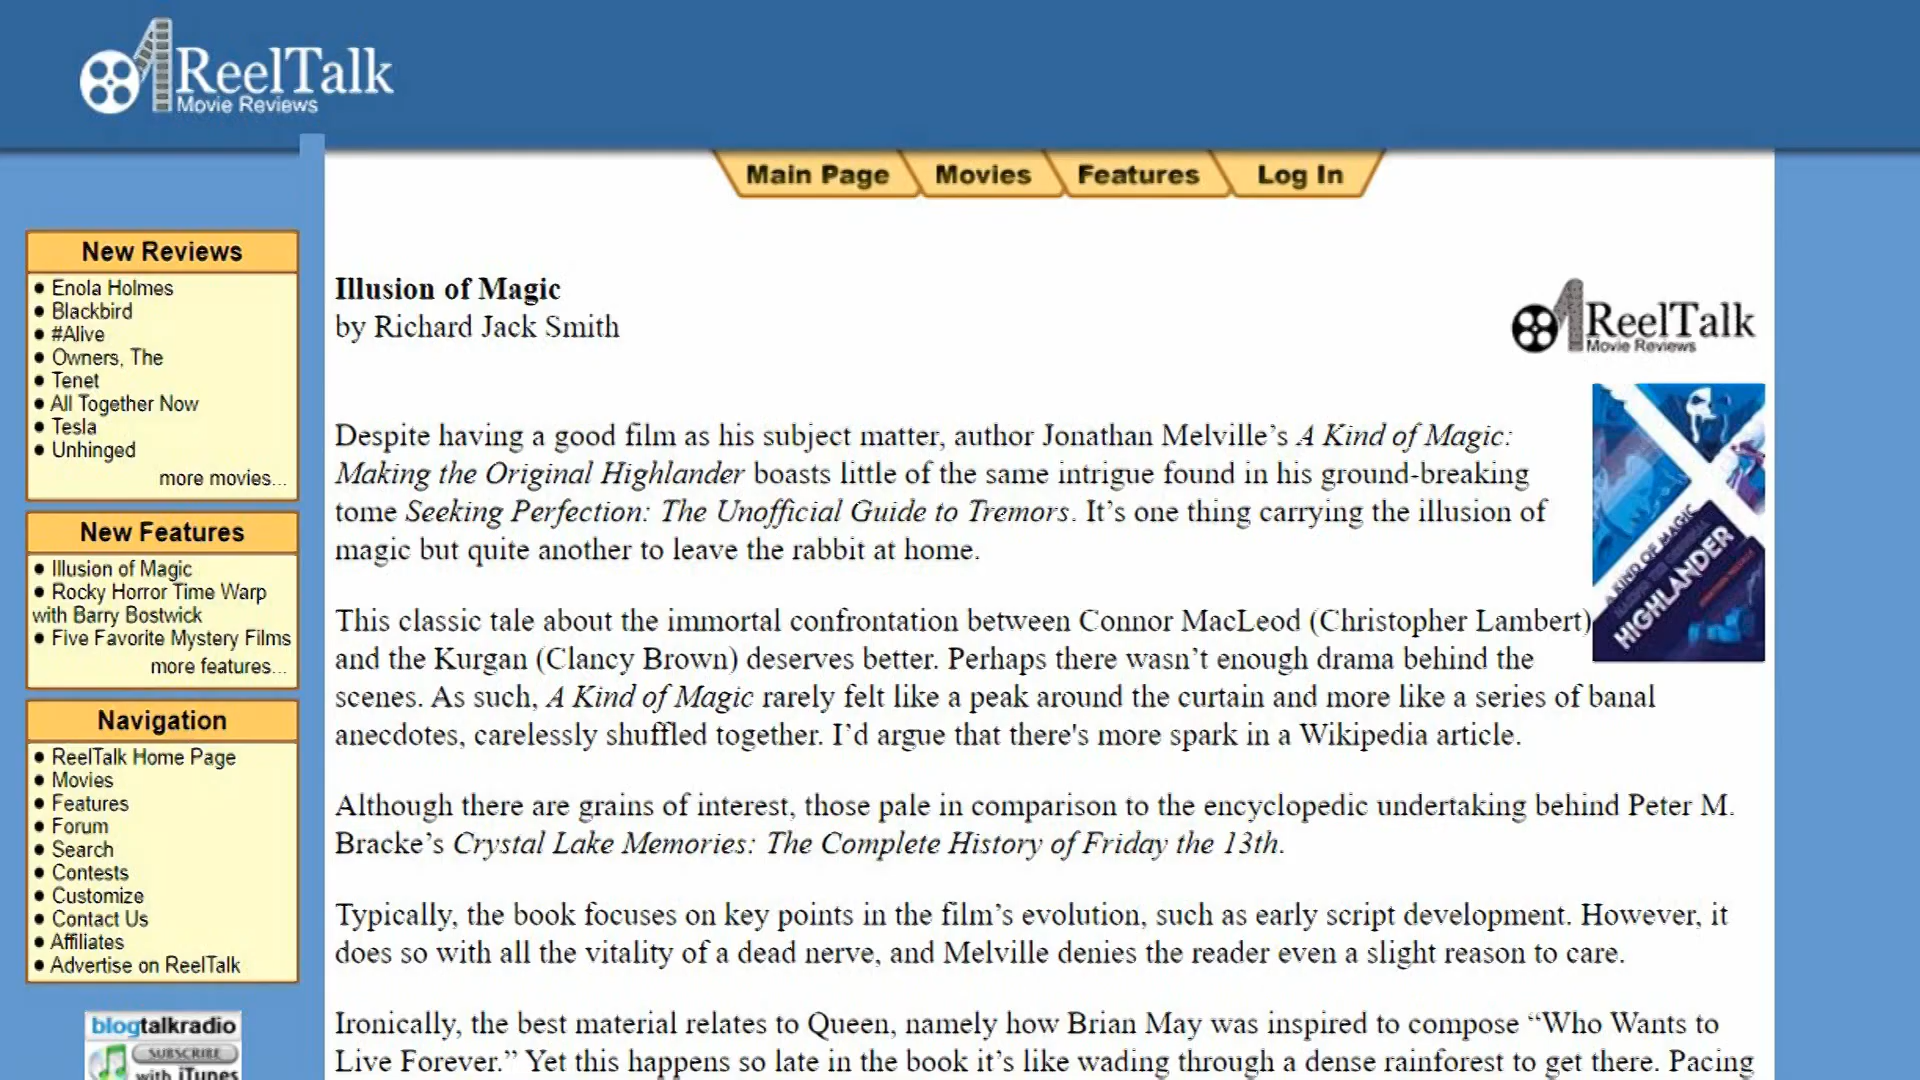 ReelTalk
Movie Reviews
Main Page
Movies
Features
Log In
New Reviews
• Enola Holmes
• Blackbird
• #Alive
• Owners, The
• Tenet
• All Together Now
• Tesla
• Unhinged
more movies...
New Features
• Illusion of Magic
• Rocky Horror Time Warp
with Barry Bostwick
• Five Favorite Mystery Films
more features...
Navigation
• ReelTalk Home Page
• Movies
• Features
• Forum
• Search
• Contests
• Customize
• Contact Us
• Affiliates
• Advertise on ReelTalk
blogtalkradio
SUBSCRIBE
with iTunes
Illusion of Magic
by Richard Jack Smith
ReelTalk
Movie Reviews
Despite having a good film as his subject matter, author Jonathan Melville’s A Kind of Magic:
Making the Original Highlander boasts little of the same intrigue found in his ground-breaking
tome Seeking Perfection: The Unofficial Guide to Tremors. It’s one thing carrying the illusion of
magic but quite another to leave the rabbit at home.
A KIND OF MAGIC
HIGHLANDER
This classic tale about the immortal confrontation between Connor MacLeod (Christopher Lambert)
and the Kurgan (Clancy Brown) deserves better. Perhaps there wasn’t enough drama behind the
scenes. As such, A Kind of Magic rarely felt like a peak around the curtain and more like a series of banal
anecdotes, carelessly shuffled together. I’d argue that there's more spark in a Wikipedia article.
Although there are grains of interest, those pale in comparison to the encyclopedic undertaking behind Peter M.
Bracke’s Crystal Lake Memories: The Complete History of Friday the 13th.
Typically, the book focuses on key points in the film’s evolution, such as early script development. However, it
does so with all the vitality of a dead nerve, and Melville denies the reader even a slight reason to care.
Ironically, the best material relates to Queen, namely how Brian May was inspired to compose “Who Wants to
Live Forever.” Yet this happens so late in the book it’s like wading through a dense rainforest to get there. Pacing